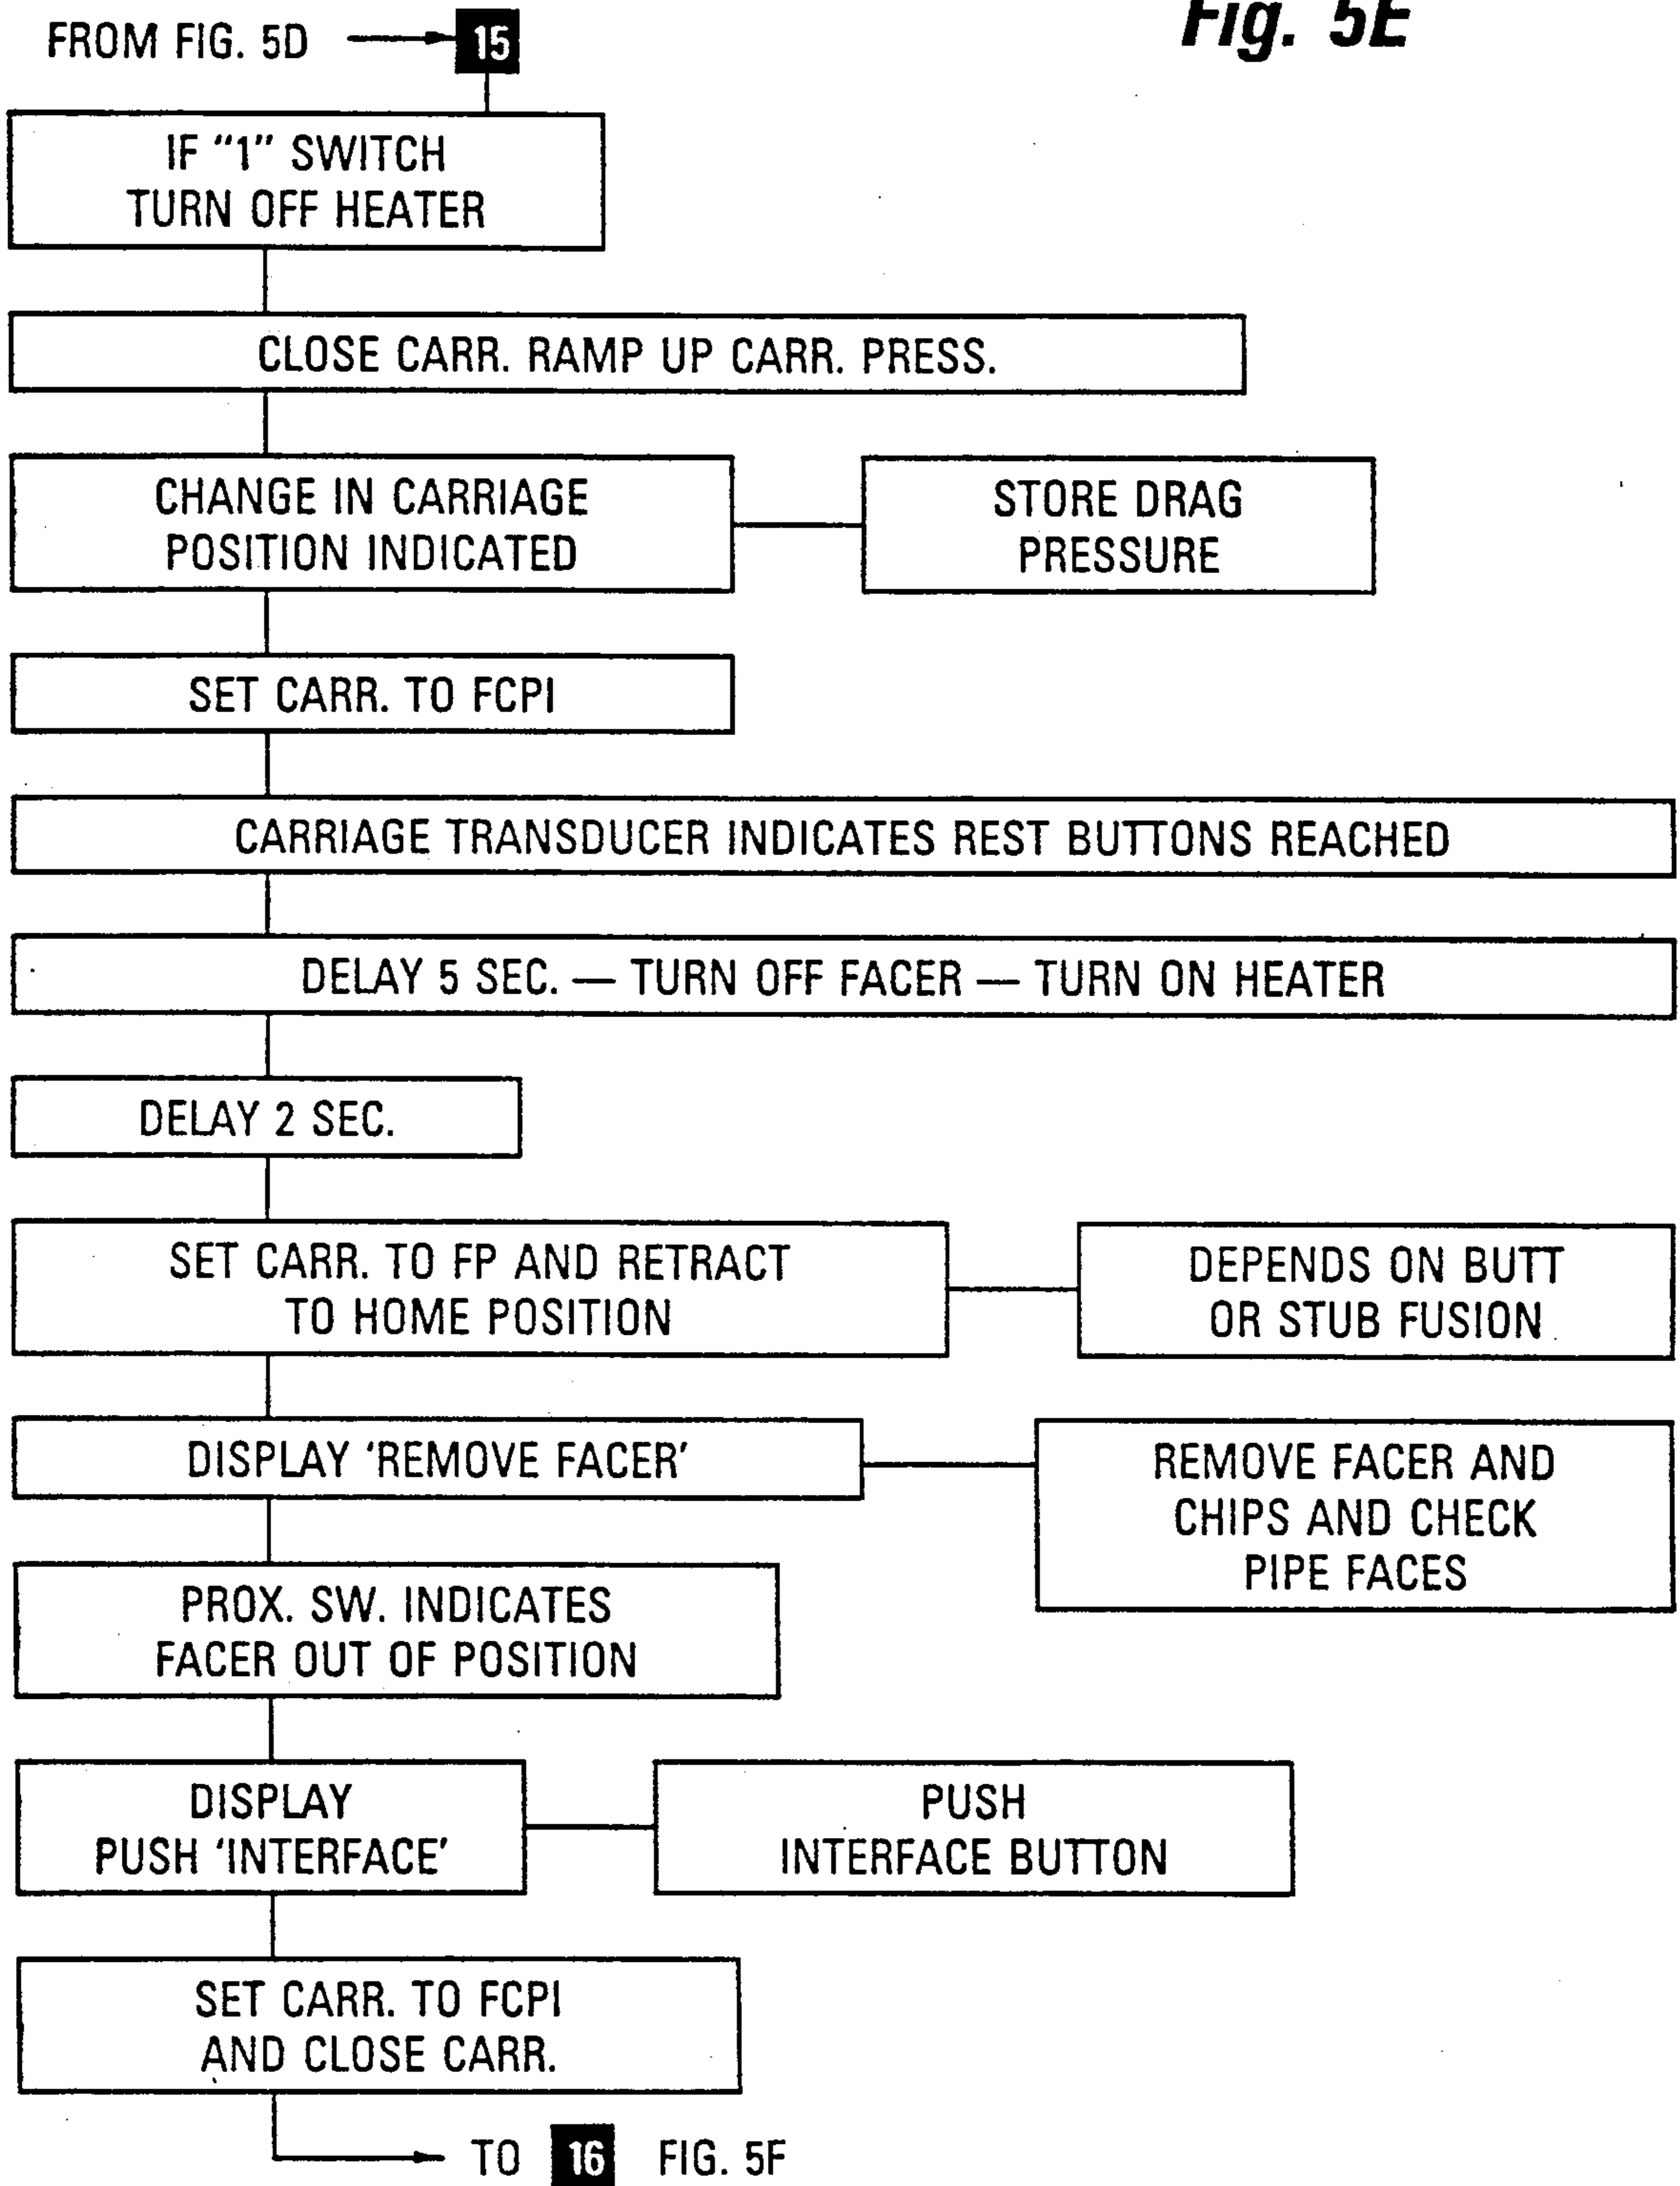 Fig. 5E
FROM FIG. 5D 15
IF "1" SWITCH
TURN OFF HEATER
CLOSE CARR. RAMP UP CARR. PRESS.
CHANGE IN CARRIAGE
POSITION INDICATED
STORE DRAG
PRESSURE
SET CARR. TO FCPI
CARRIAGE TRANSDUCER INDICATES REST BUTTONS REACHED
DELAY 5 SEC. — TURN OFF FACER — TURN ON HEATER
DELAY 2 SEC.
SET CARR. TO FP AND RETRACT
TO HOME POSITION
DEPENDS ON BUTT
OR STUB FUSION
DISPLAY 'REMOVE FACER'
REMOVE FACER AND
CHIPS AND CHECK
PIPE FACES
PROX. SW. INDICATES
FACER OUT OF POSITION
DISPLAY
PUSH 'INTERFACE'
PUSH
INTERFACE BUTTON
SET CARR. TO FCPI
AND CLOSE CARR.
TO 16 FIG. 5F